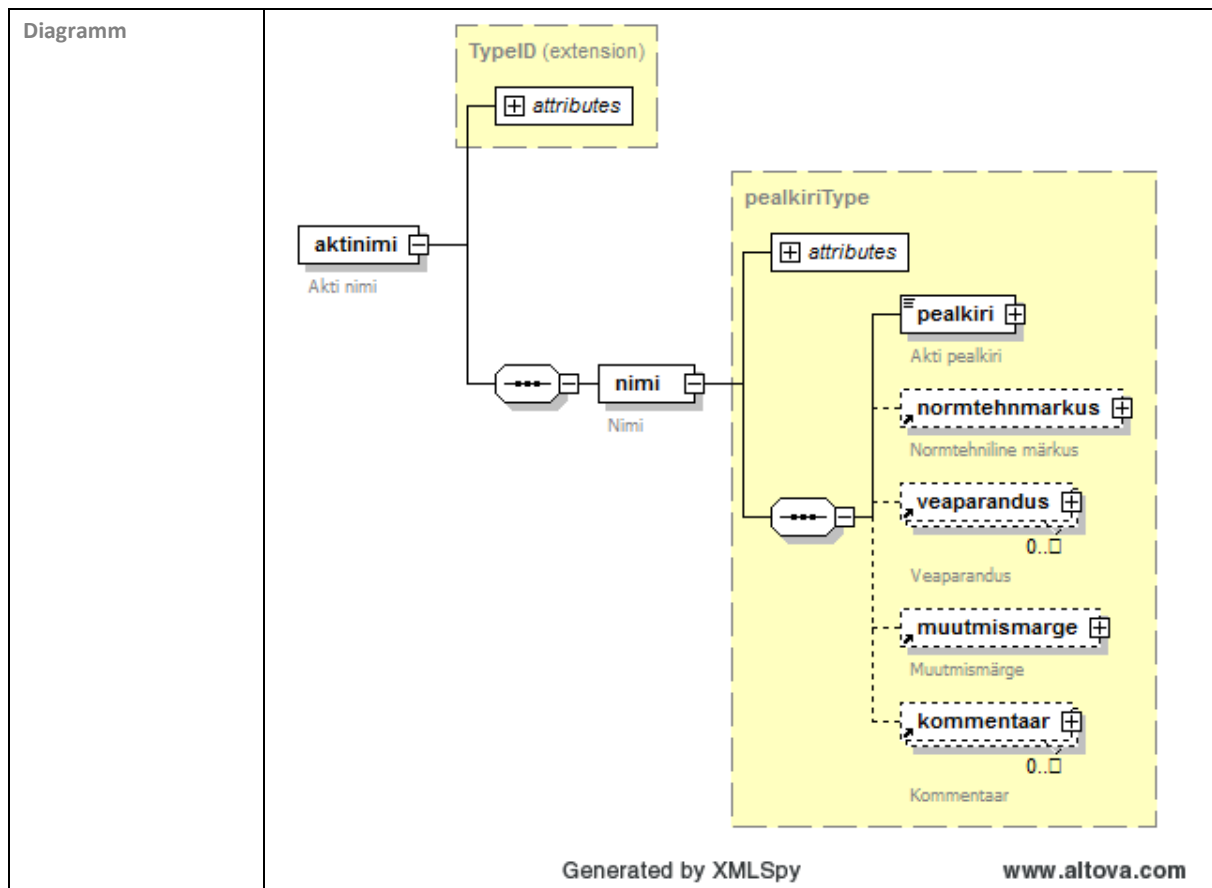 Diagramm
TypeID (extension)
attributes
pealkiriType
aktinimi
attributes
Akti nimi
pealkiri
Akti pealkiri
nimi
Nimi
normtehnmarkus
Normtehniline märkus
veaparandus
0..□
Veaparandus
muutmismarge
Muutmismärge
kommentaar
0..□
Kommentaar
Generated by XMLSpy
www.altova.com